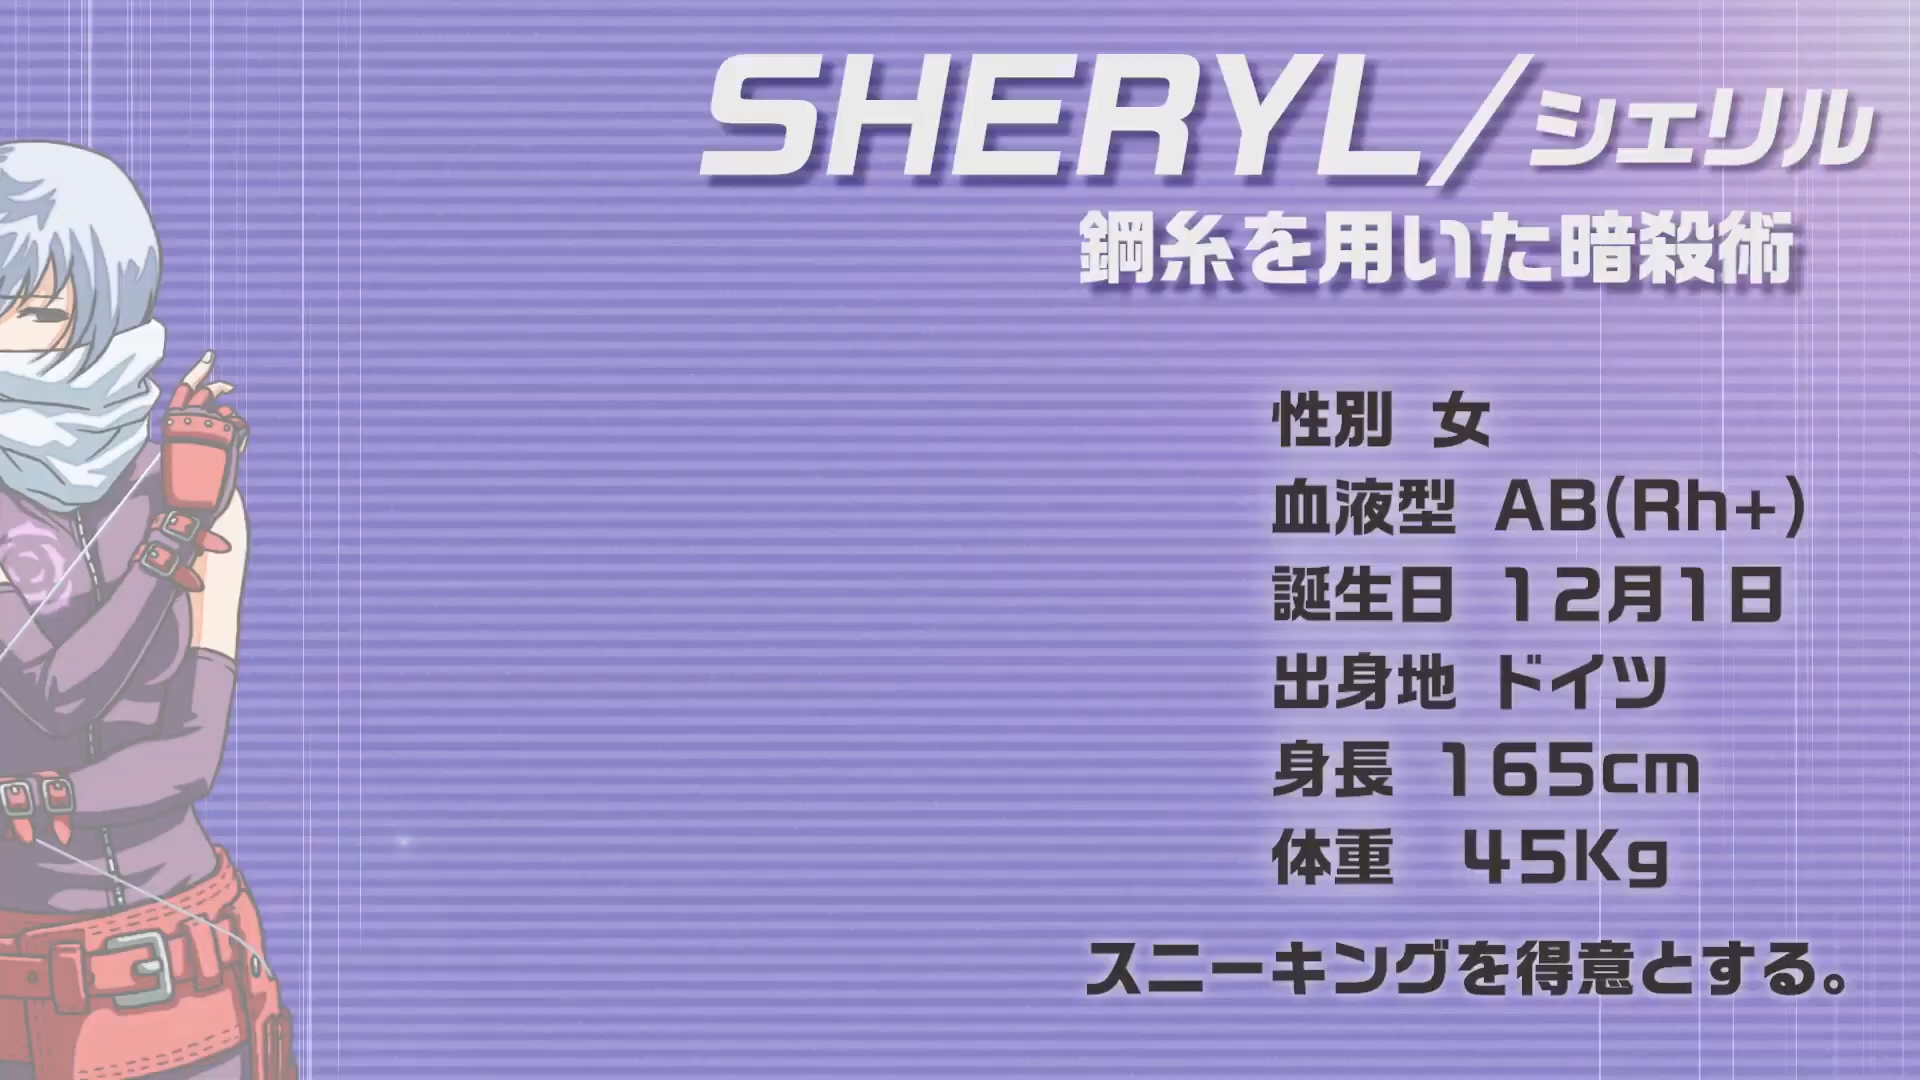 SHERYL/シェリル
鋼糸を用いた暗殺術
性別 女
血液型 AB(Rh+)
誕生日 12月1日
出身地 ドイツ
身長 165cm
体重 45Kg
スニーキングを得意とする。